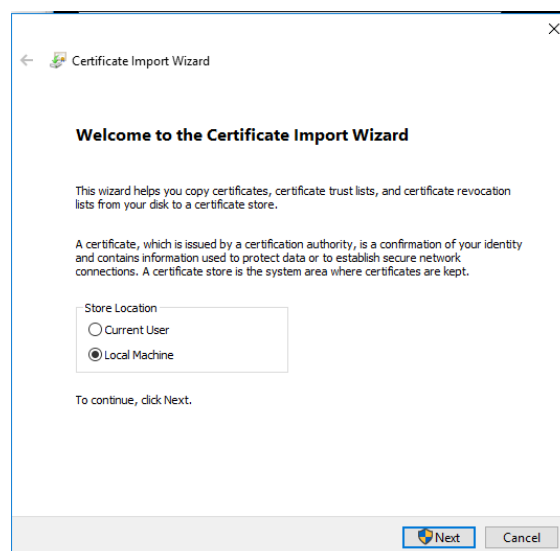 Certificate Import Wizard
Welcome to the Certificate Import Wizard
This wizard helps you copy certificates, certificate trust lists, and certificate revocation
lists from your disk to a certificate store.
A certificate, which is issued by a certification authority, is a confirmation of your identity
and contains information used to protect data or to establish secure network
connections. A certificate store is the system area where certificates are kept.
Store Location
Current User
Local Machine
To continue, click Next.
Next
Cancel